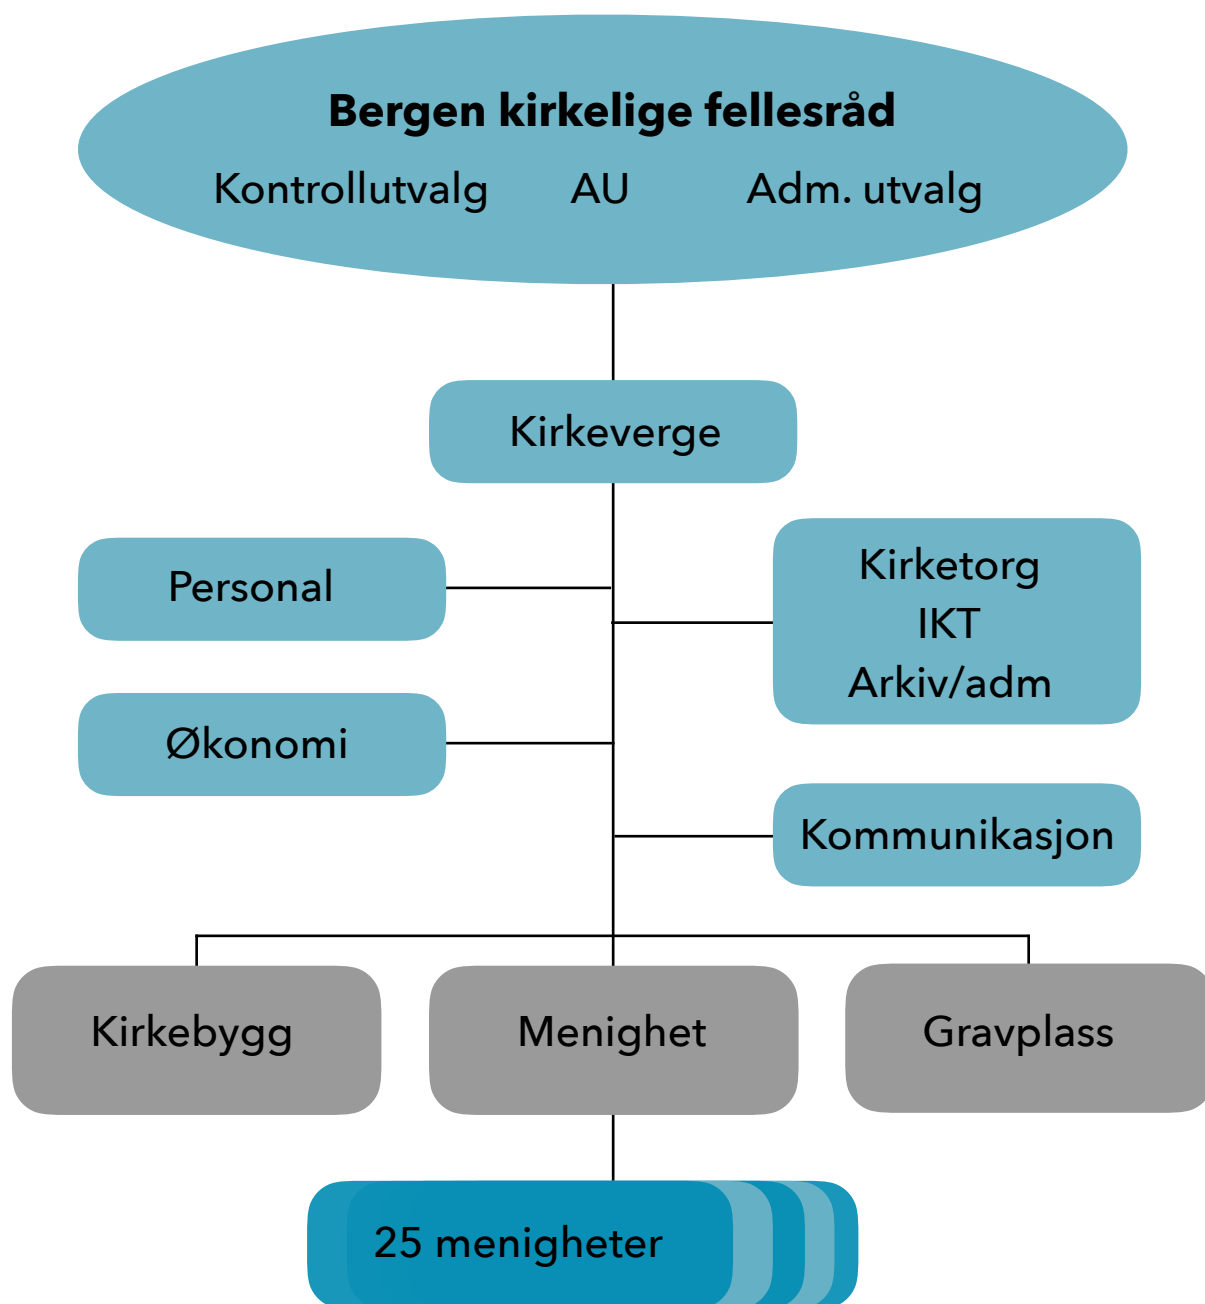 Bergen kirkelige fellesråd
Kontrollutvalg AU Adm. utvalg
Kirkeverge
Personal
Kirketorg
IKT
Arkiv/adm
Økonomi
Kommunikasjon
Kirkebygg Menighet Gravplass
25 menigheter